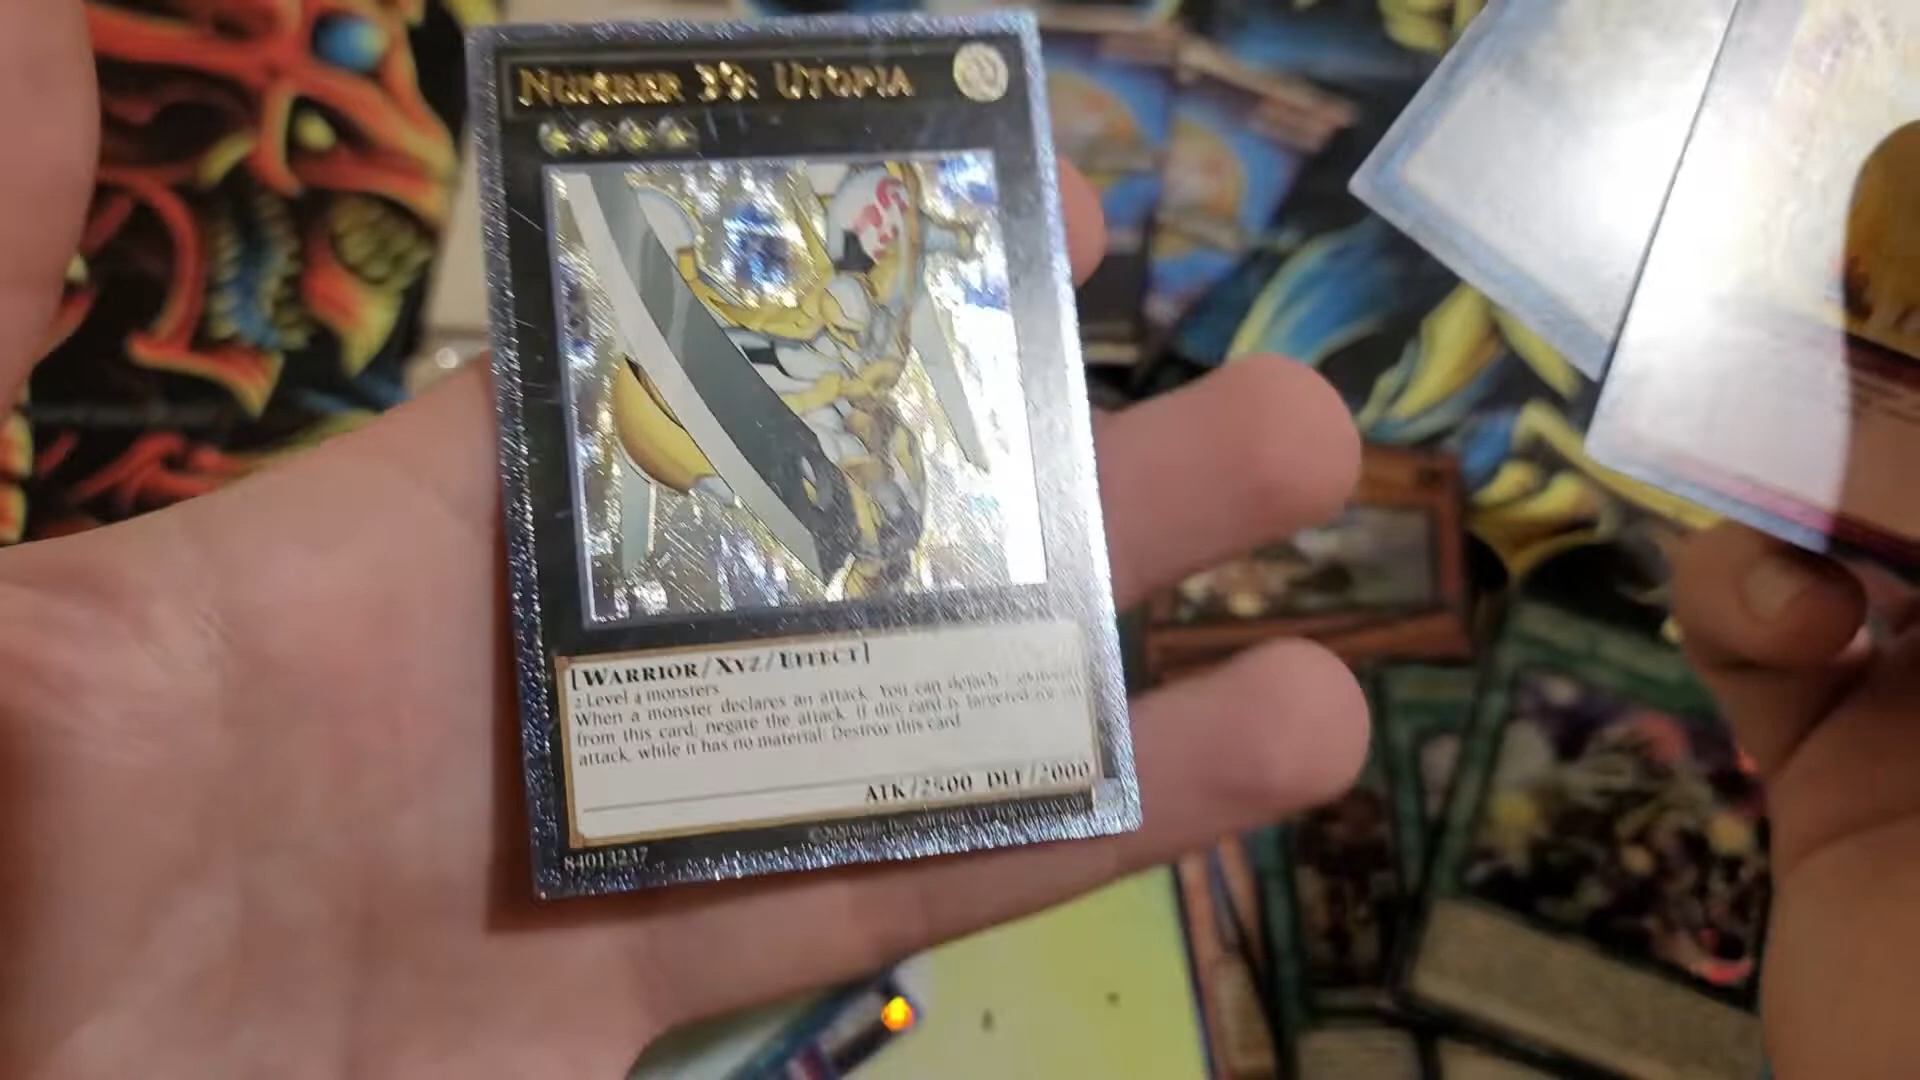 NUMBER 39: UTOPIA
[WARRIOR/XYZ/EFFECT]
2 Level 4 monsters
When a monster declares an attack: You can detach
from this card; negate the attack. If this card is targeted for an
attack, while it has no material: Destroy this card.
ATK/2500 DEF/2000
84013237